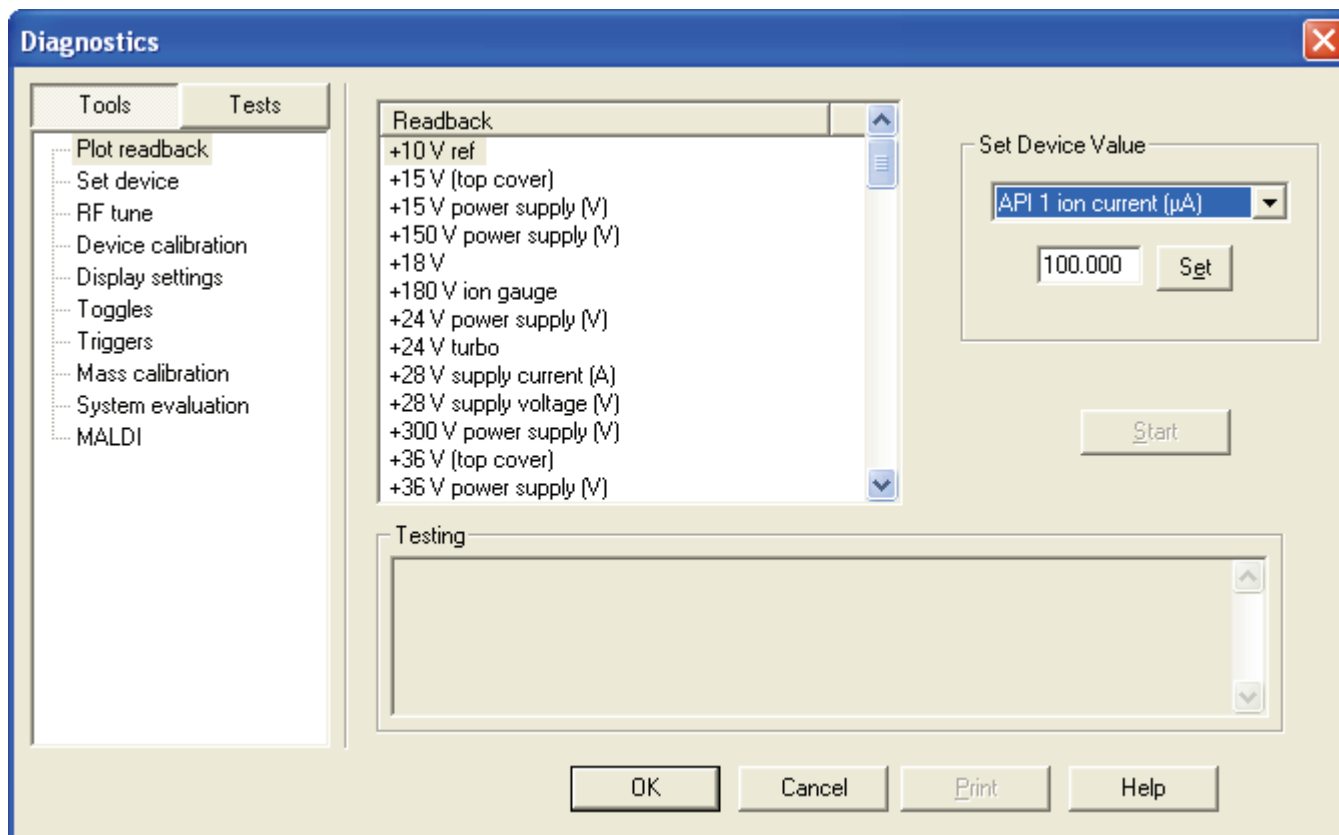 Diagnostics
Tools
Tests
Plot readback
Set device
RF tune
Device calibration
Display settings
Toggles
Triggers
Mass calibration
System evaluation
MALDI
Readback
+10 V ref
+15 V (top cover)
+15 V power supply (V)
+150 V power supply (V)
+18 V
+180 V ion gauge
+24 V power supply (V)
+24 V turbo
+28 V supply current (A)
+28 V supply voltage (V)
+300 V power supply (V)
+36 V (top cover)
+36 V power supply (V)
Set Device Value
API 1 ion current (µA)
100.000
Set
Start
Testing
OK
Cancel
Print
Help